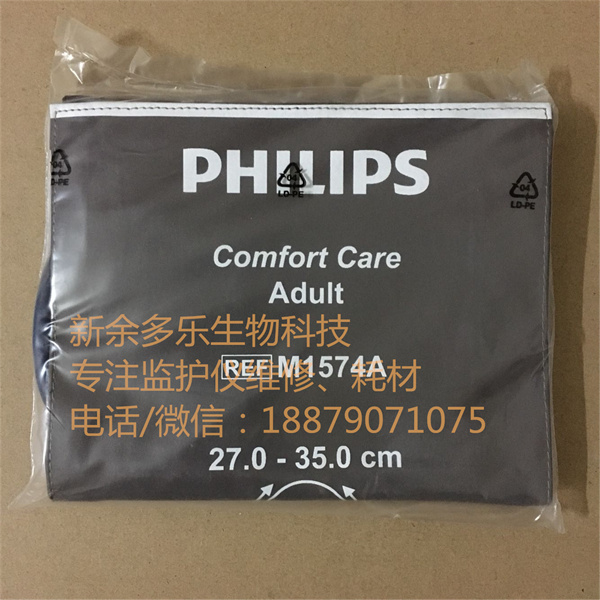 PHILIPS
04
LD-PE
04
LD-PE
04
LD-PE
Comfort Care
Adult
新余多乐生物科技
REF M1574A
专注监护仪维修、耗材
电话/微信：18879071075
27.0 - 35.0 cm